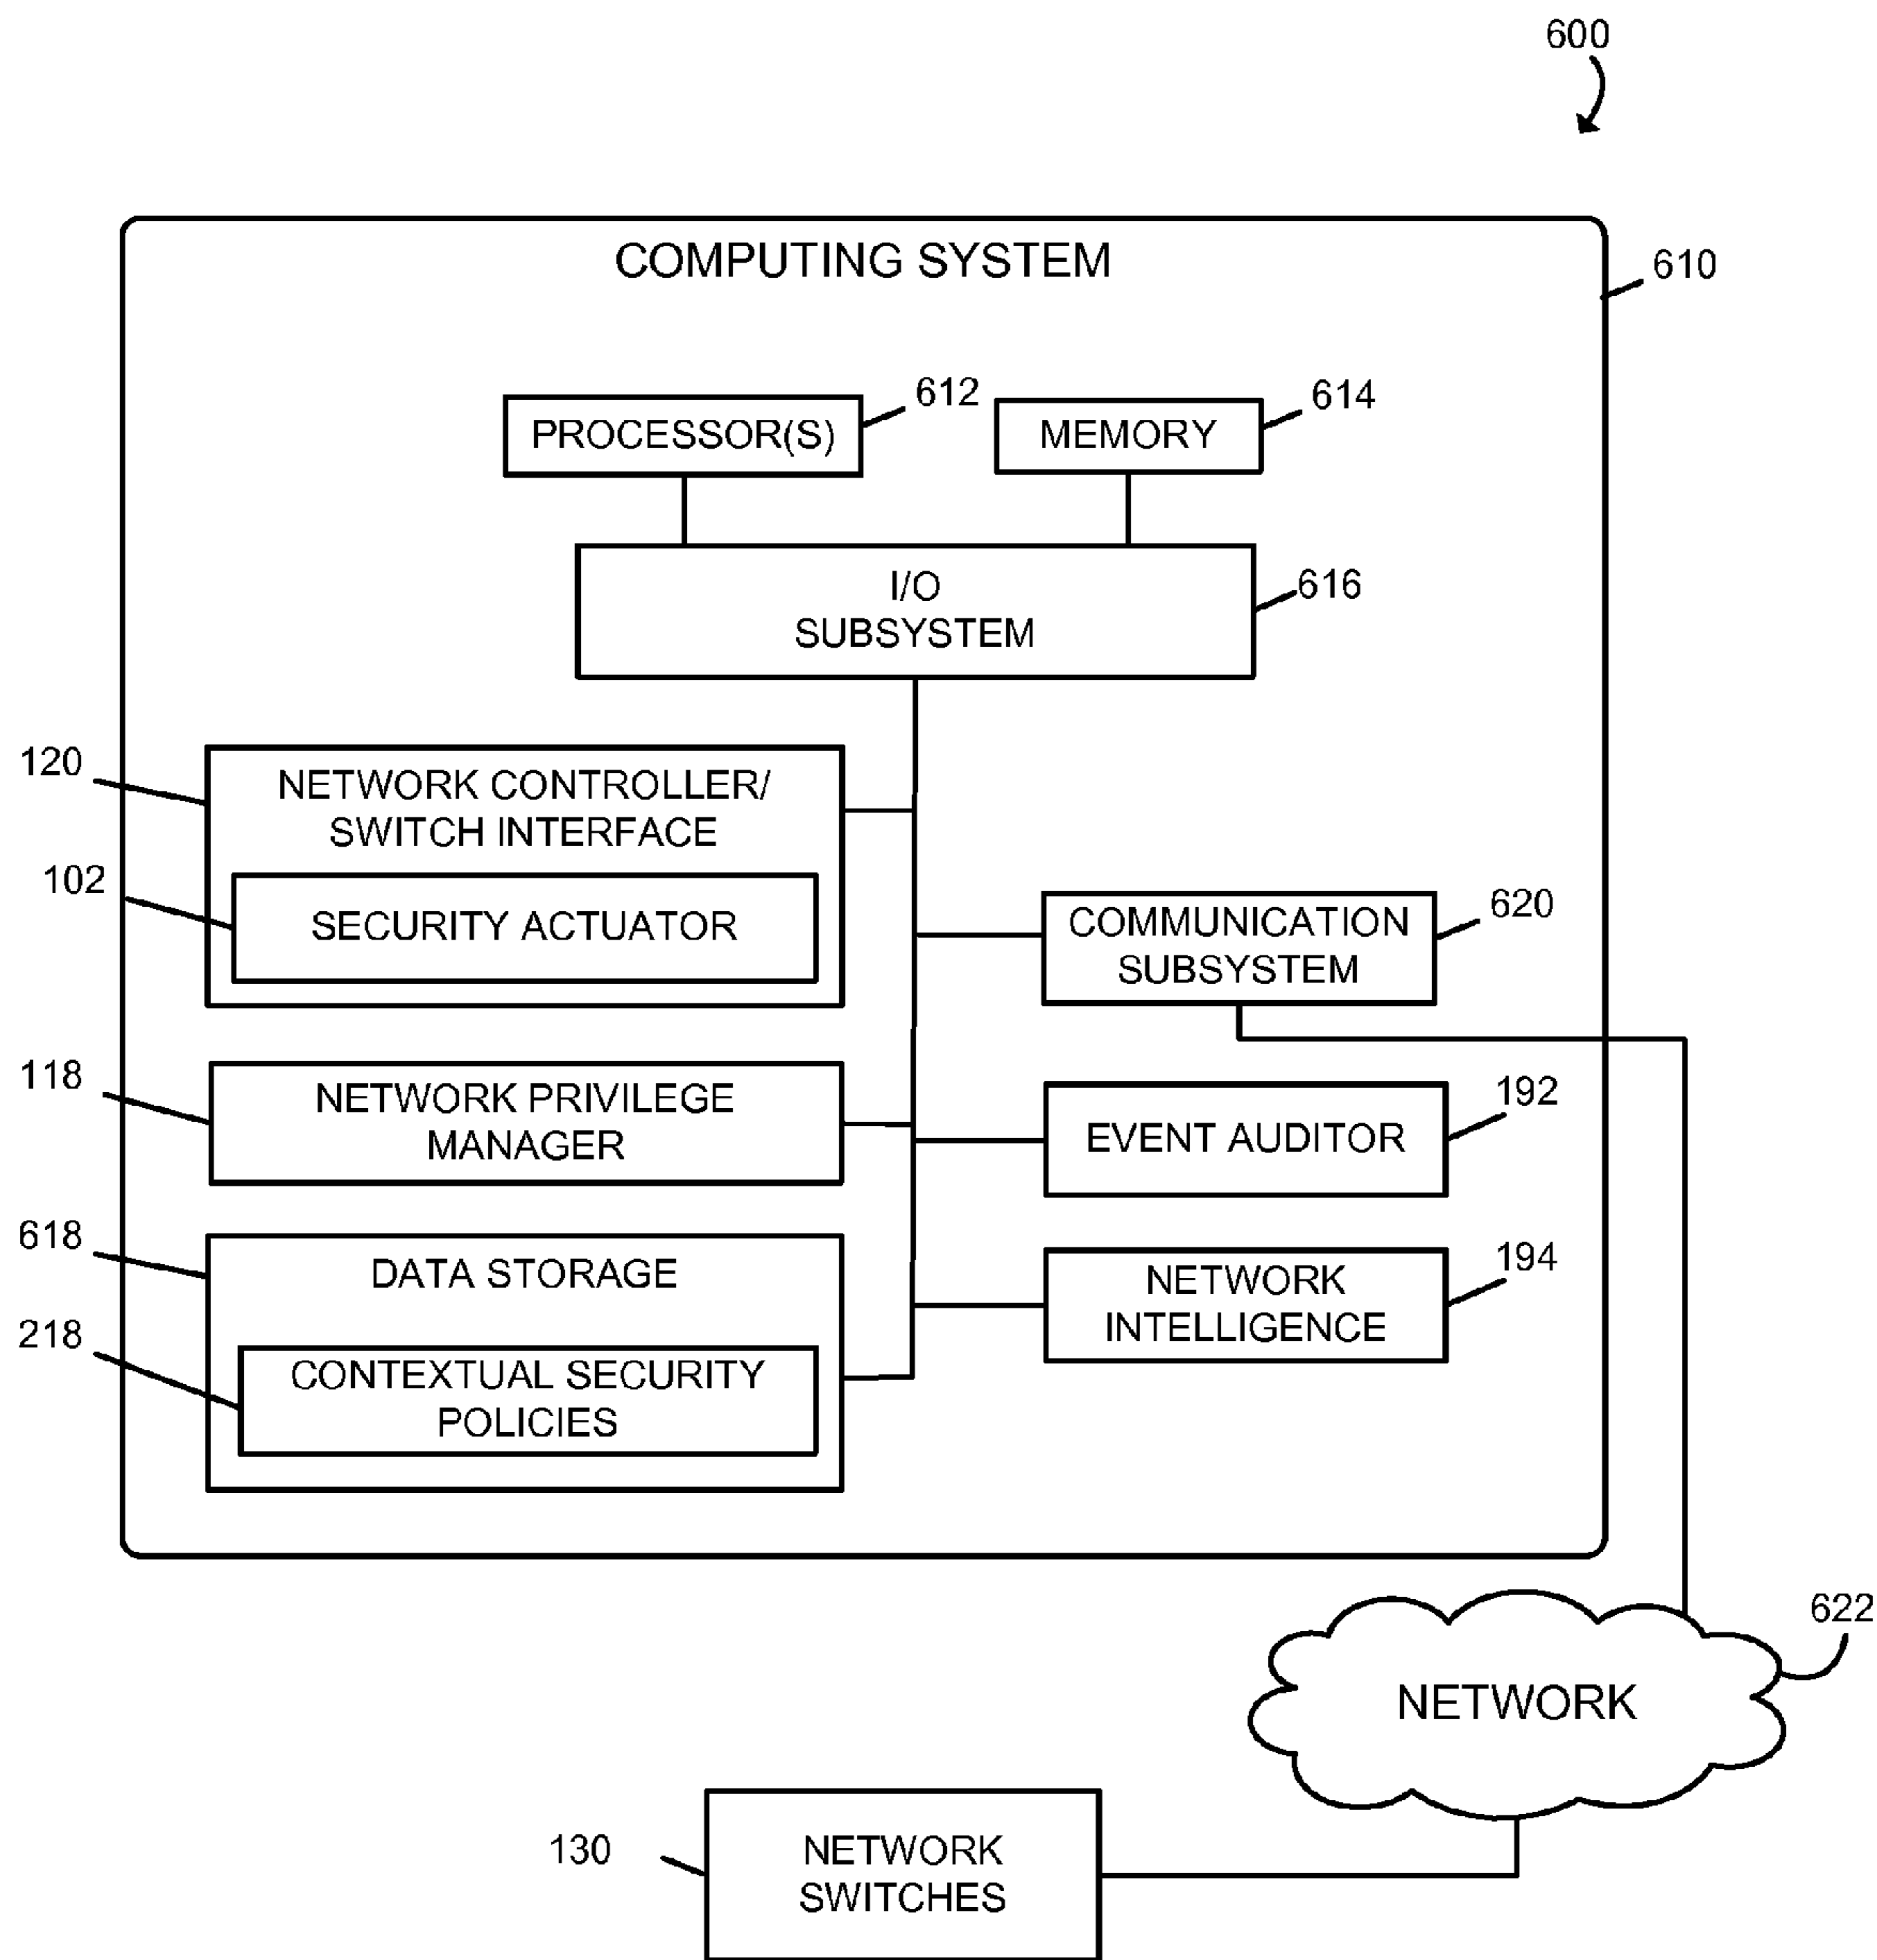 600
COMPUTING SYSTEM
610
PROCESSOR(S)
612
MEMORY
614
I/O
SUBSYSTEM
616
120
NETWORK CONTROLLER/
SWITCH INTERFACE
102
SECURITY ACTUATOR
COMMUNICATION
SUBSYSTEM
620
118
NETWORK PRIVILEGE
MANAGER
EVENT AUDITOR
192
618
DATA STORAGE
218
CONTEXTUAL SECURITY
POLICIES
NETWORK
INTELLIGENCE
194
NETWORK
622
130
NETWORK
SWITCHES